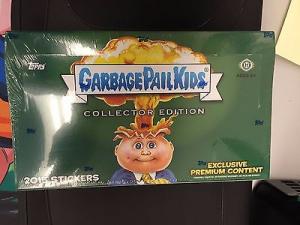 Topps
H
GARBAGE PAIL KIDS
COLLECTOR EDITION
2015 STICKERS
EXCLUSIVE
PREMIUM CONTENT